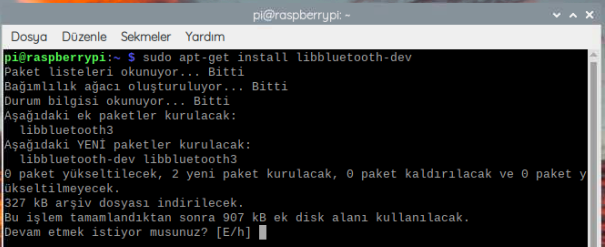 pi@raspberrypi: ~
Dosya Düzenle Sekmeler Yardım
pi@raspberrypi:~ $ sudo apt-get install libbluetooth-dev
Paket listeleri okunuyor... Bitti
Bağımlılık ağacı oluşturuluyor... Bitti
Durum bilgisi okunuyor... Bitti
Aşağıdaki ek paketler kurulacak:
libbluetooth3
Aşağıdaki YENİ paketler kurulacak:
libbluetooth-dev libbluetooth3
0 paket yükseltilecek, 2 yeni paket kurulacak, 0 paket kaldırılacak ve 0 paket y
ükseltilmeyecek.
327 kB arşiv dosyası indirilecek.
Bu işlem tamamlandıktan sonra 907 kB ek disk alanı kullanılacak.
Devam etmek istiyor musunuz? [E/h]